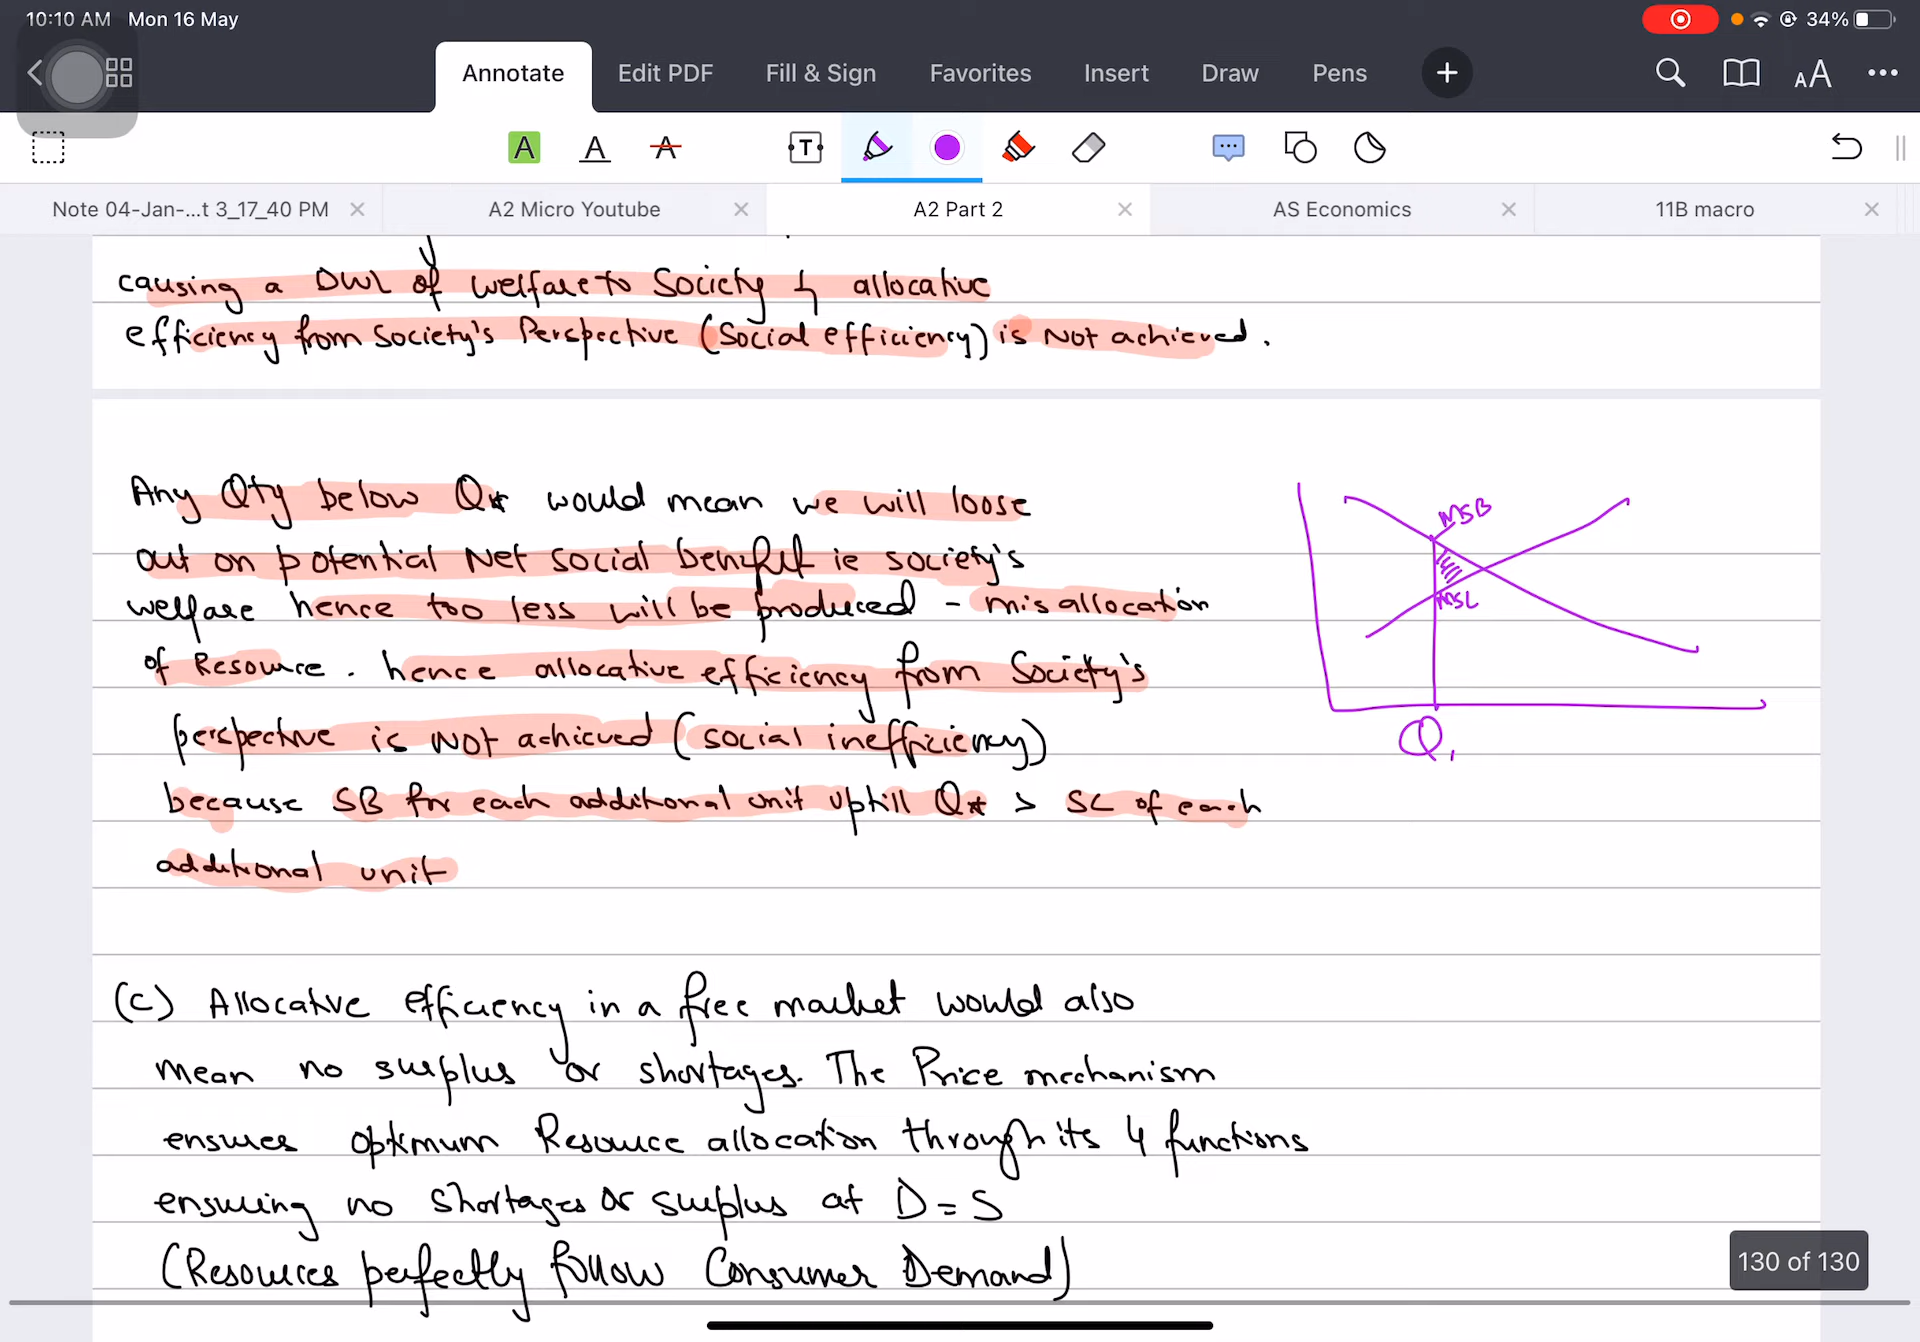 10:10 AM Mon 16 May
34%
Annotate Edit PDF Fill & Sign Favorites Insert Draw Pens
Note 04-Jan-...t 3_17_40 PM A2 Micro Youtube A2 Part 2 AS Economics 11B macro
causing a DWL of welfare to Society & allocative
efficiency from society's Perspective (Social efficiency) is Not achieved.
Any Qty below Q* would mean we will loose
out on potential Net social benefit ie society's
welfare hence too less will be produced - misallocation
of Resource. hence allocative efficiency from Society's
perspective is NOT achieved (social inefficiency)
because SB for each additional unit uptill Q* > SC of each
additional unit
MSB
MSC
Q1
(c) Allocative efficiency in a free market would also
mean no surplus or shortages. The Price mechanism
ensures optimum Resource allocation through its 4 functions
ensuring no shortages or surplus at D = S
(Resources perfectly follow Consumer Demand)
130 of 130